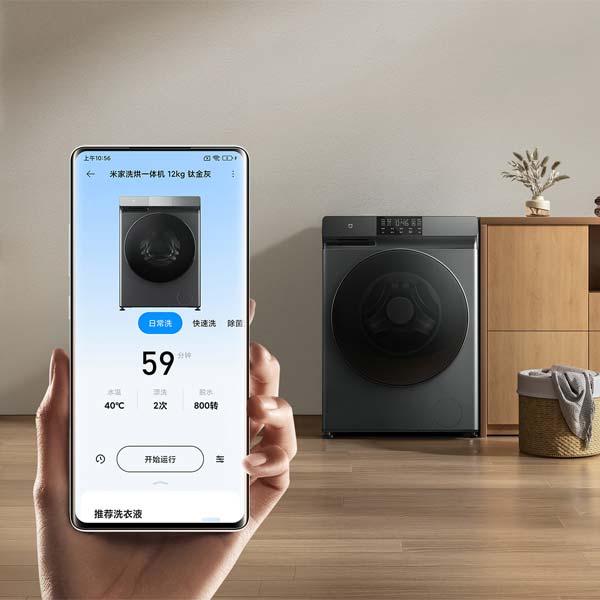 上午10:56
米家洗烘一体机 12kg 钛金灰
日常洗 快速洗 除菌
59 分钟
水温 漂洗 脱水
40℃ 2次 800转
开始运行
推荐洗衣液